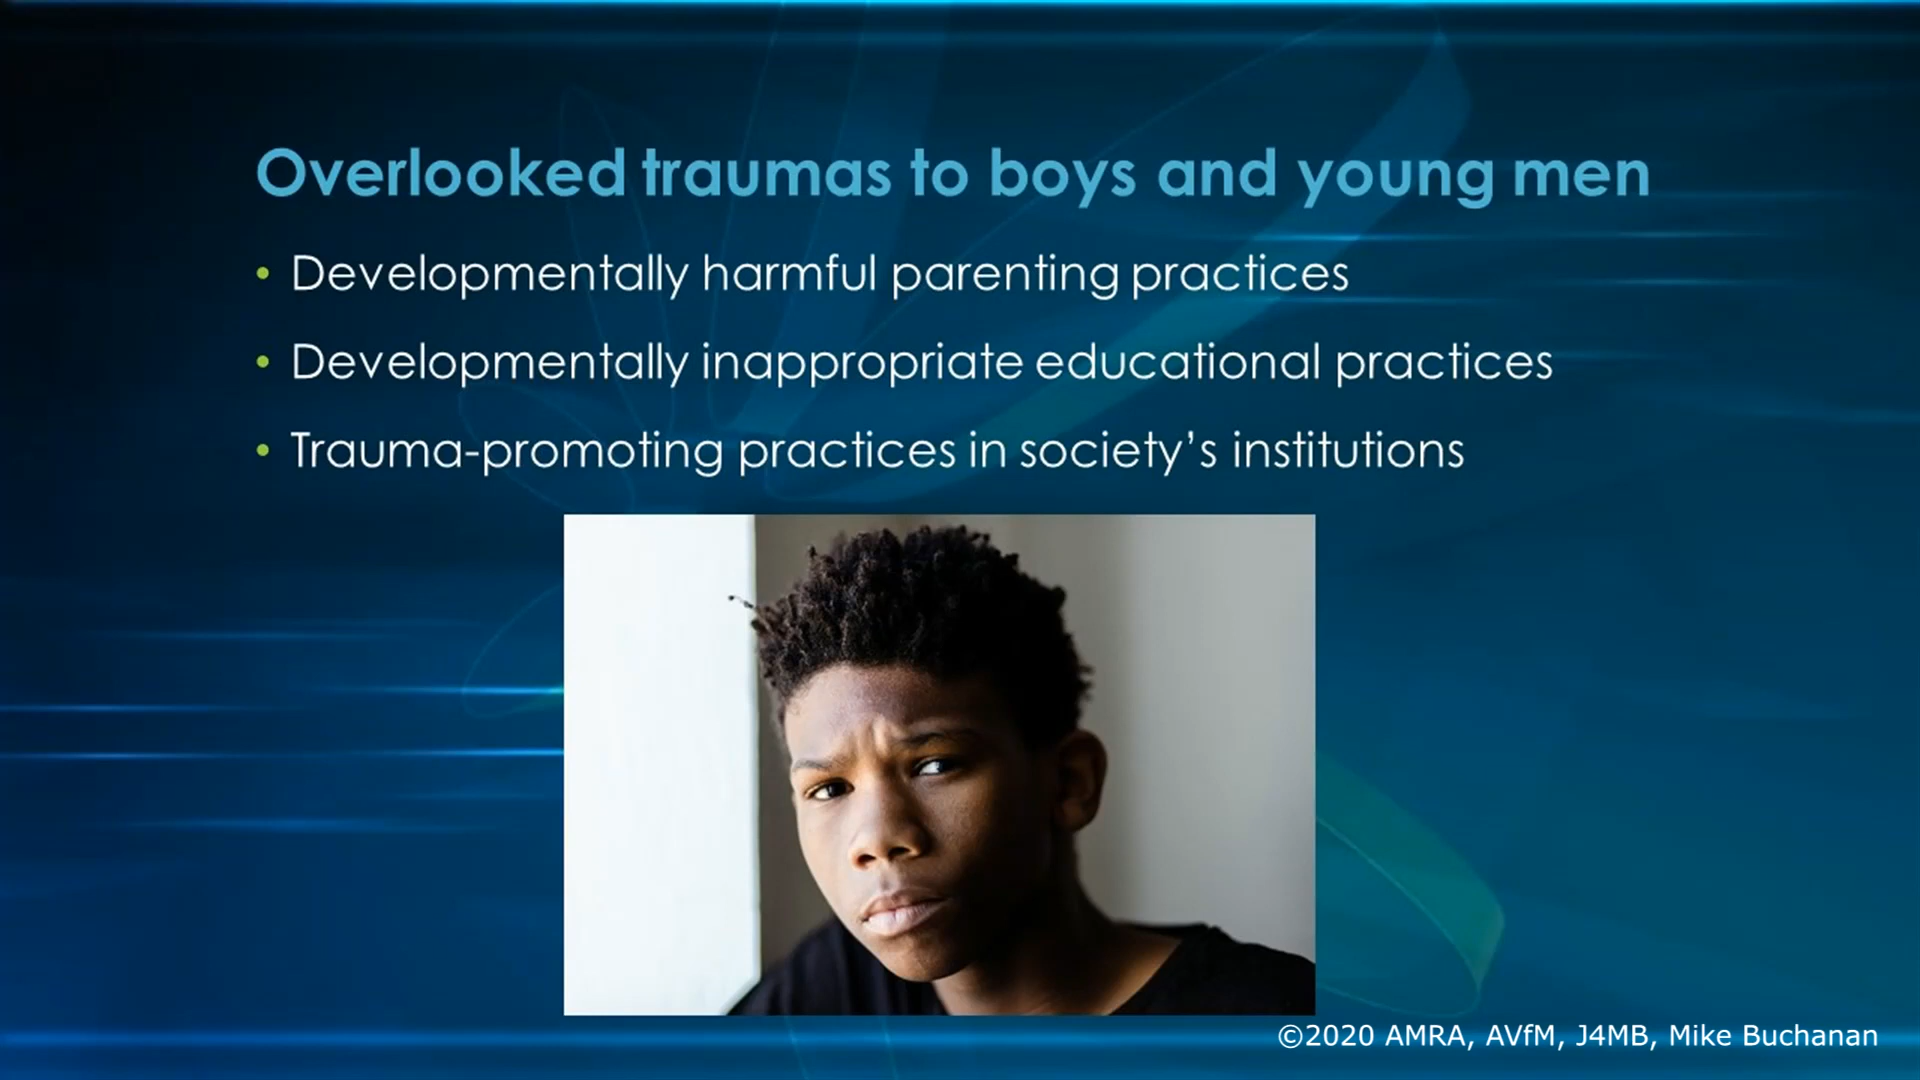 Overlooked traumas to boys and young men
• Developmentally harmful parenting practices
• Developmentally inappropriate educational practices
• Trauma-promoting practices in society’s institutions
©2020 AMRA, AVfM, J4MB, Mike Buchanan